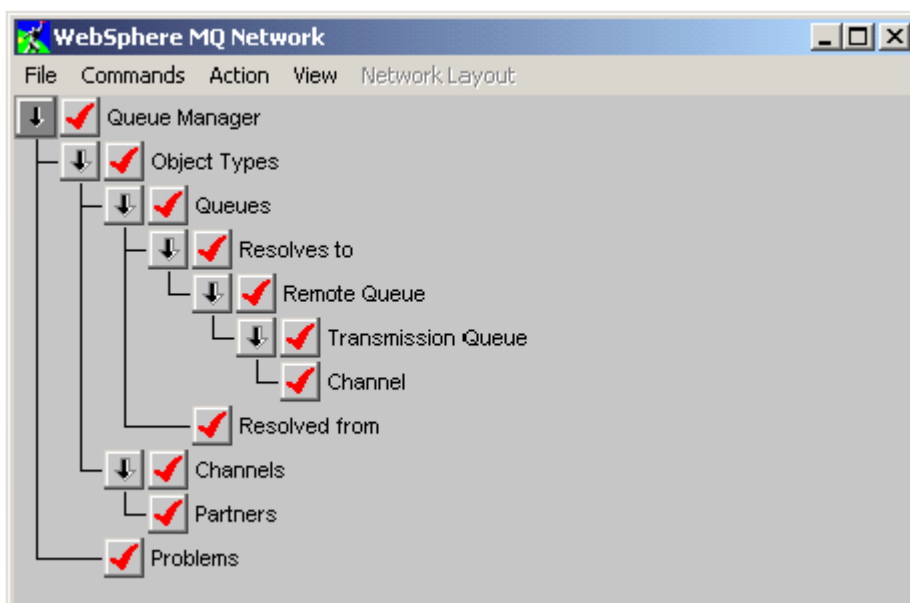 WebSphere MQ Network
File Commands Action View Network Layout
Queue Manager
Object Types
Queues
Resolves to
Remote Queue
Transmission Queue
Channel
Resolved from
Channels
Partners
Problems